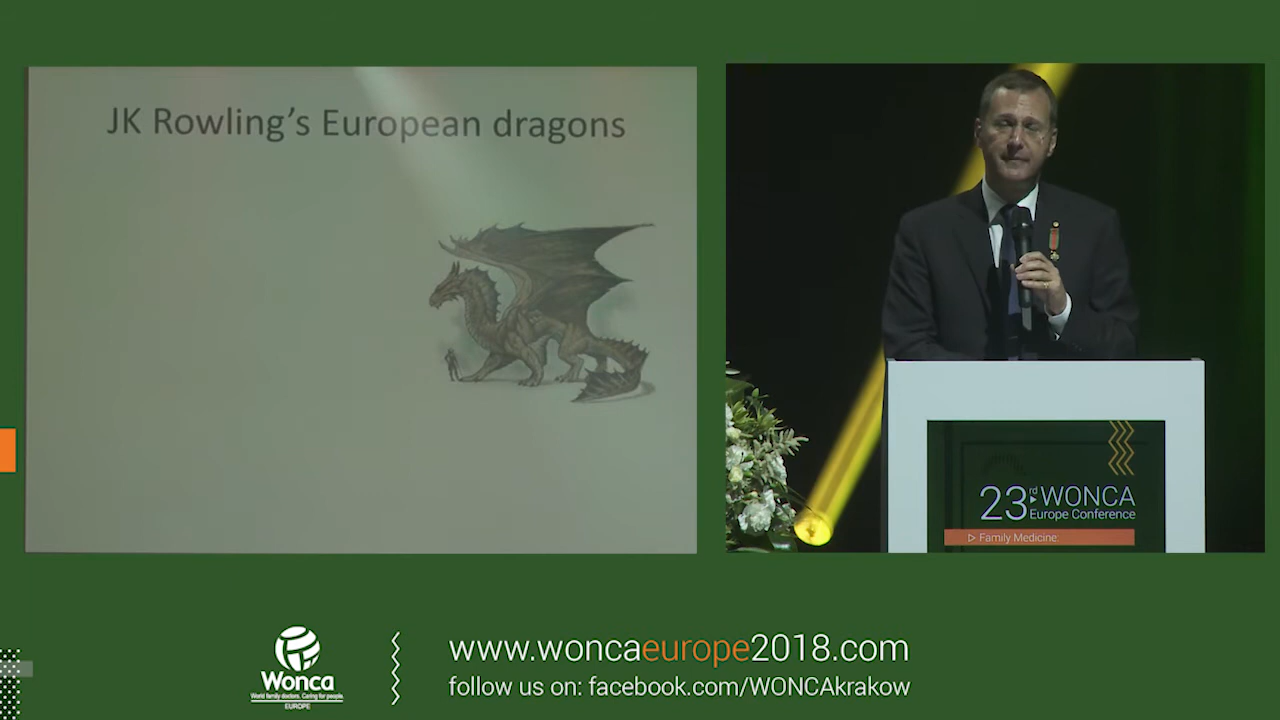 JK Rowling's European dragons
23rd WONCA
Europe Conference
Family Medicine:
Wonca
World family doctors. Caring for people.
EUROPE
www.woncaeurope2018.com
follow us on: facebook.com/WONCAkrakow